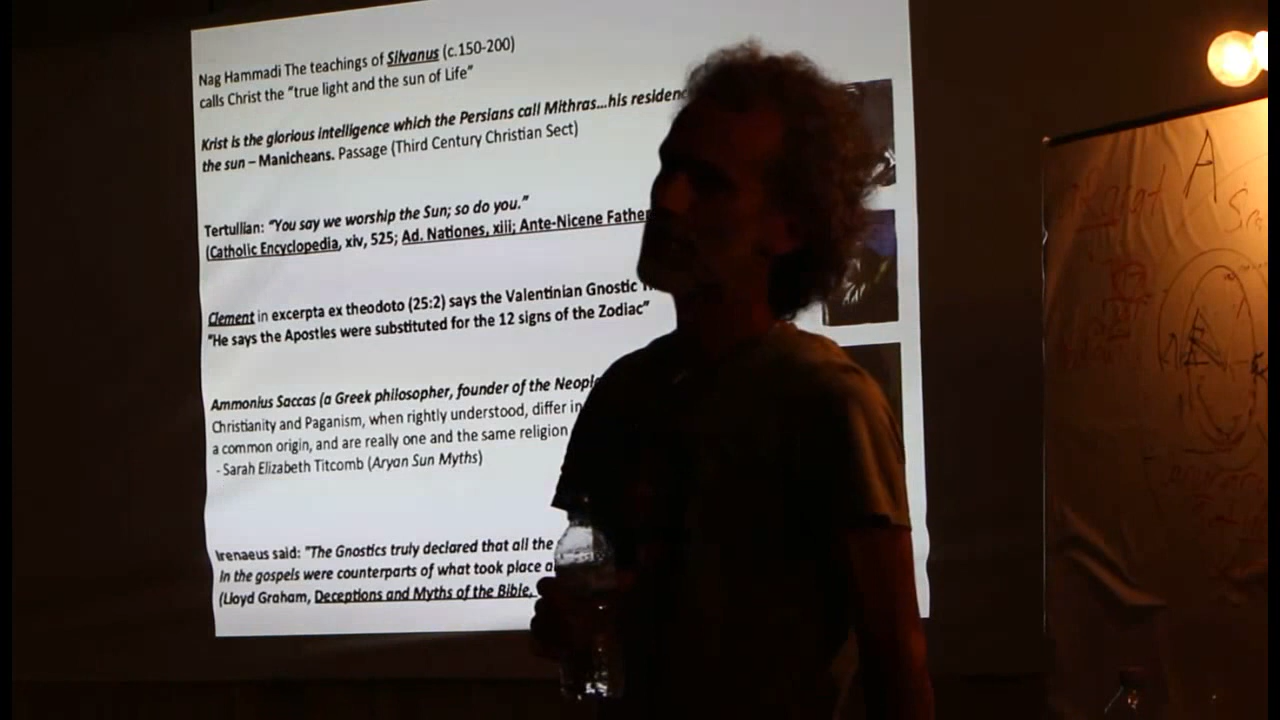 Nag Hammadi The teachings of Silvanus (c.150-200)
calls Christ the "true light and the sun of Life"
Krist is the glorious intelligence which the Persians call Mithras...his residenc
the sun – Manicheans. Passage (Third Century Christian Sect)
Tertullian: "You say we worship the Sun; so do you."
(Catholic Encyclopedia, xiv, 525; Ad. Nationes, xiii; Ante-Nicene Father
Clement in excerpta ex theodoto (25:2) says the Valentinian Gnostic
"He says the Apostles were substituted for the 12 signs of the Zodiac"
Ammonius Saccas (a Greek philosopher, founder of the Neopl
Christianity and Paganism, when rightly understood, differ in
a common origin, and are really one and the same religion
- Sarah Elizabeth Titcomb (Aryan Sun Myths)
Irenaeus said: "The Gnostics truly declared that all the
In the gospels were counterparts of what took place a
(Lloyd Graham, Deceptions and Myths of the Bible,
A